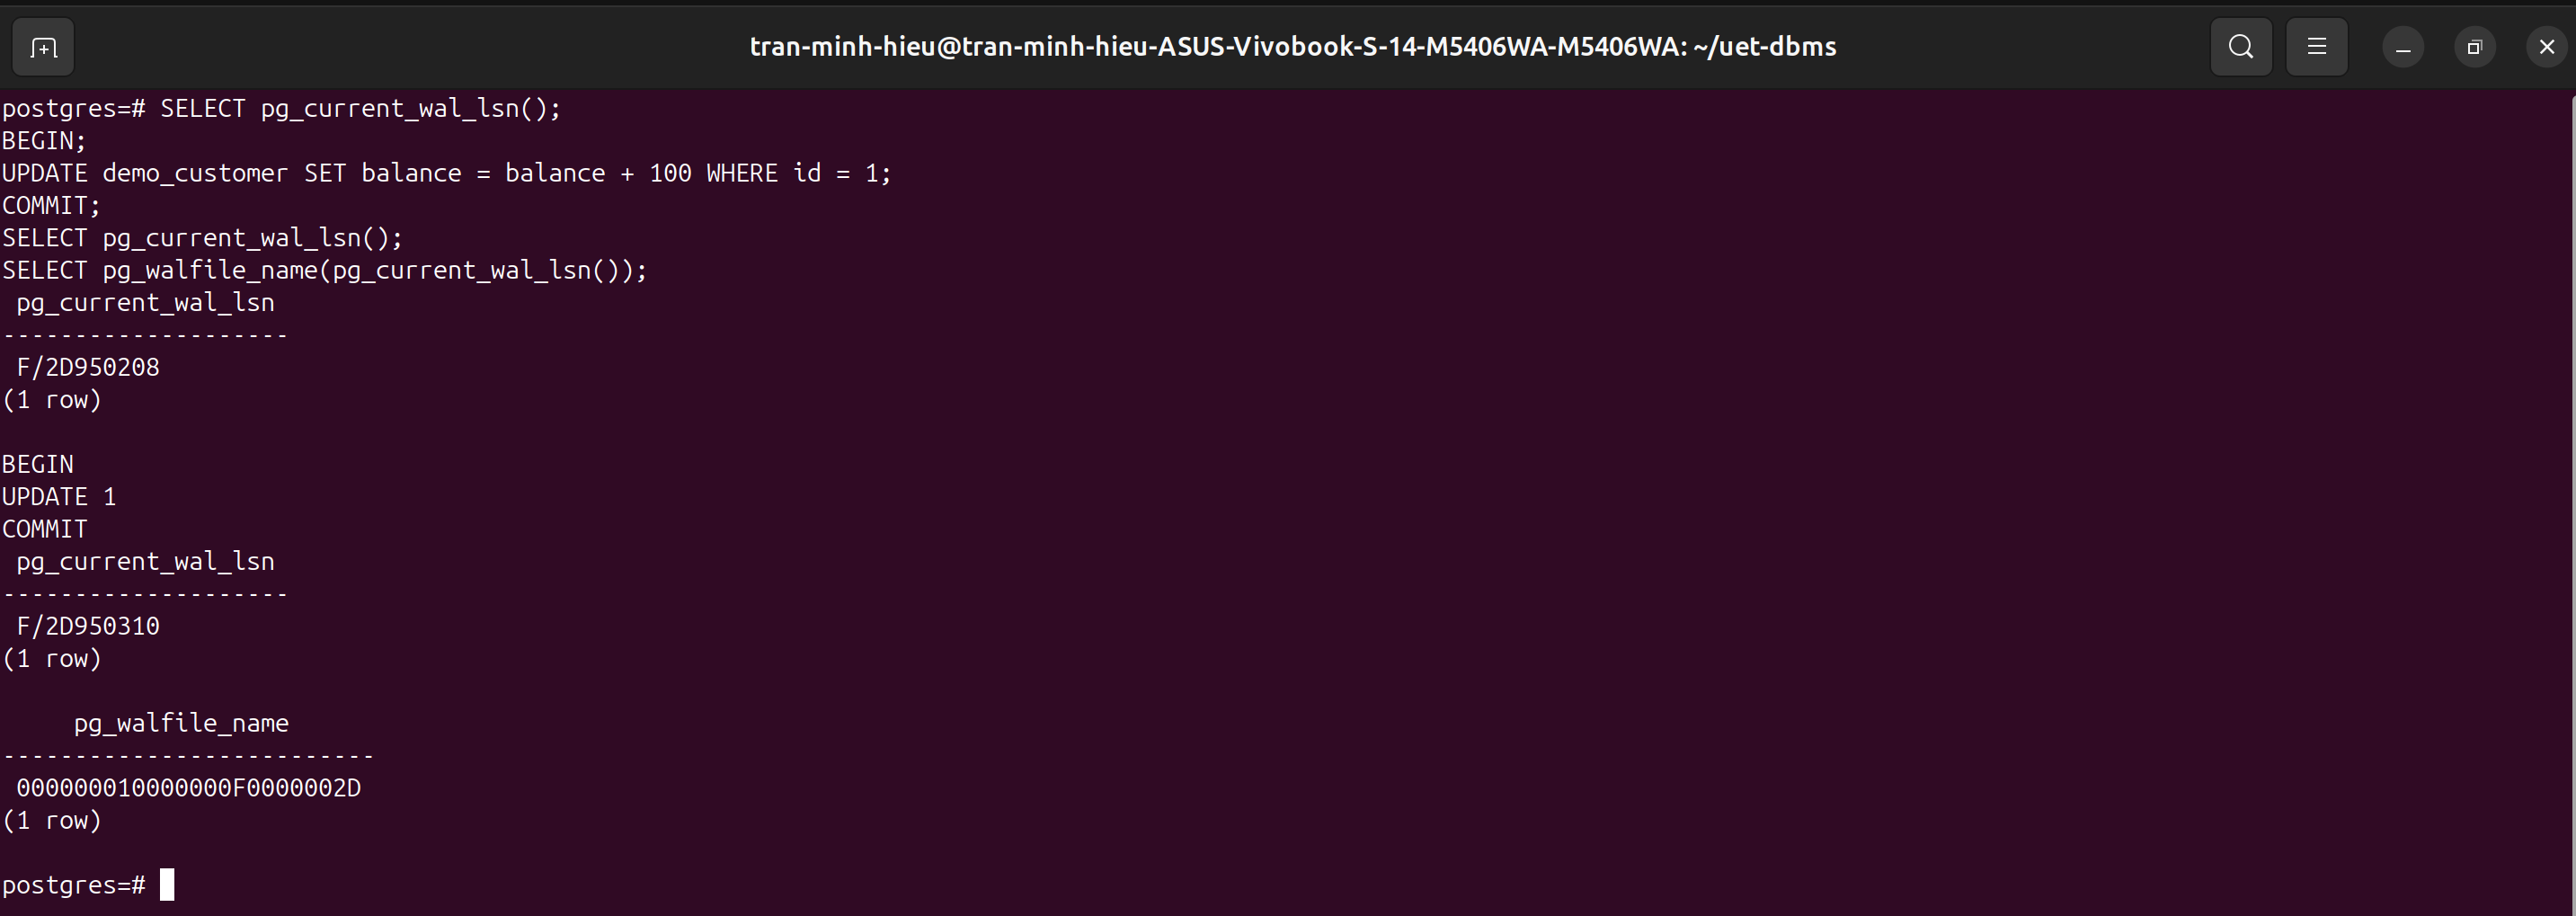 tran-minh-hieu@tran-minh-hieu-ASUS-Vivobook-S-14-M5406WA-M5406WA: ~/uet-dbms
postgres=# SELECT pg_current_wal_lsn();
BEGIN;
UPDATE demo_customer SET balance = balance + 100 WHERE id = 1;
COMMIT;
SELECT pg_current_wal_lsn();
SELECT pg_walfile_name(pg_current_wal_lsn());
 pg_current_wal_lsn
--------------------
 F/2D950208
(1 row)

BEGIN
UPDATE 1
COMMIT
 pg_current_wal_lsn
--------------------
 F/2D950310
(1 row)

     pg_walfile_name
--------------------------
 000000010000000F0000002D
(1 row)

postgres=#